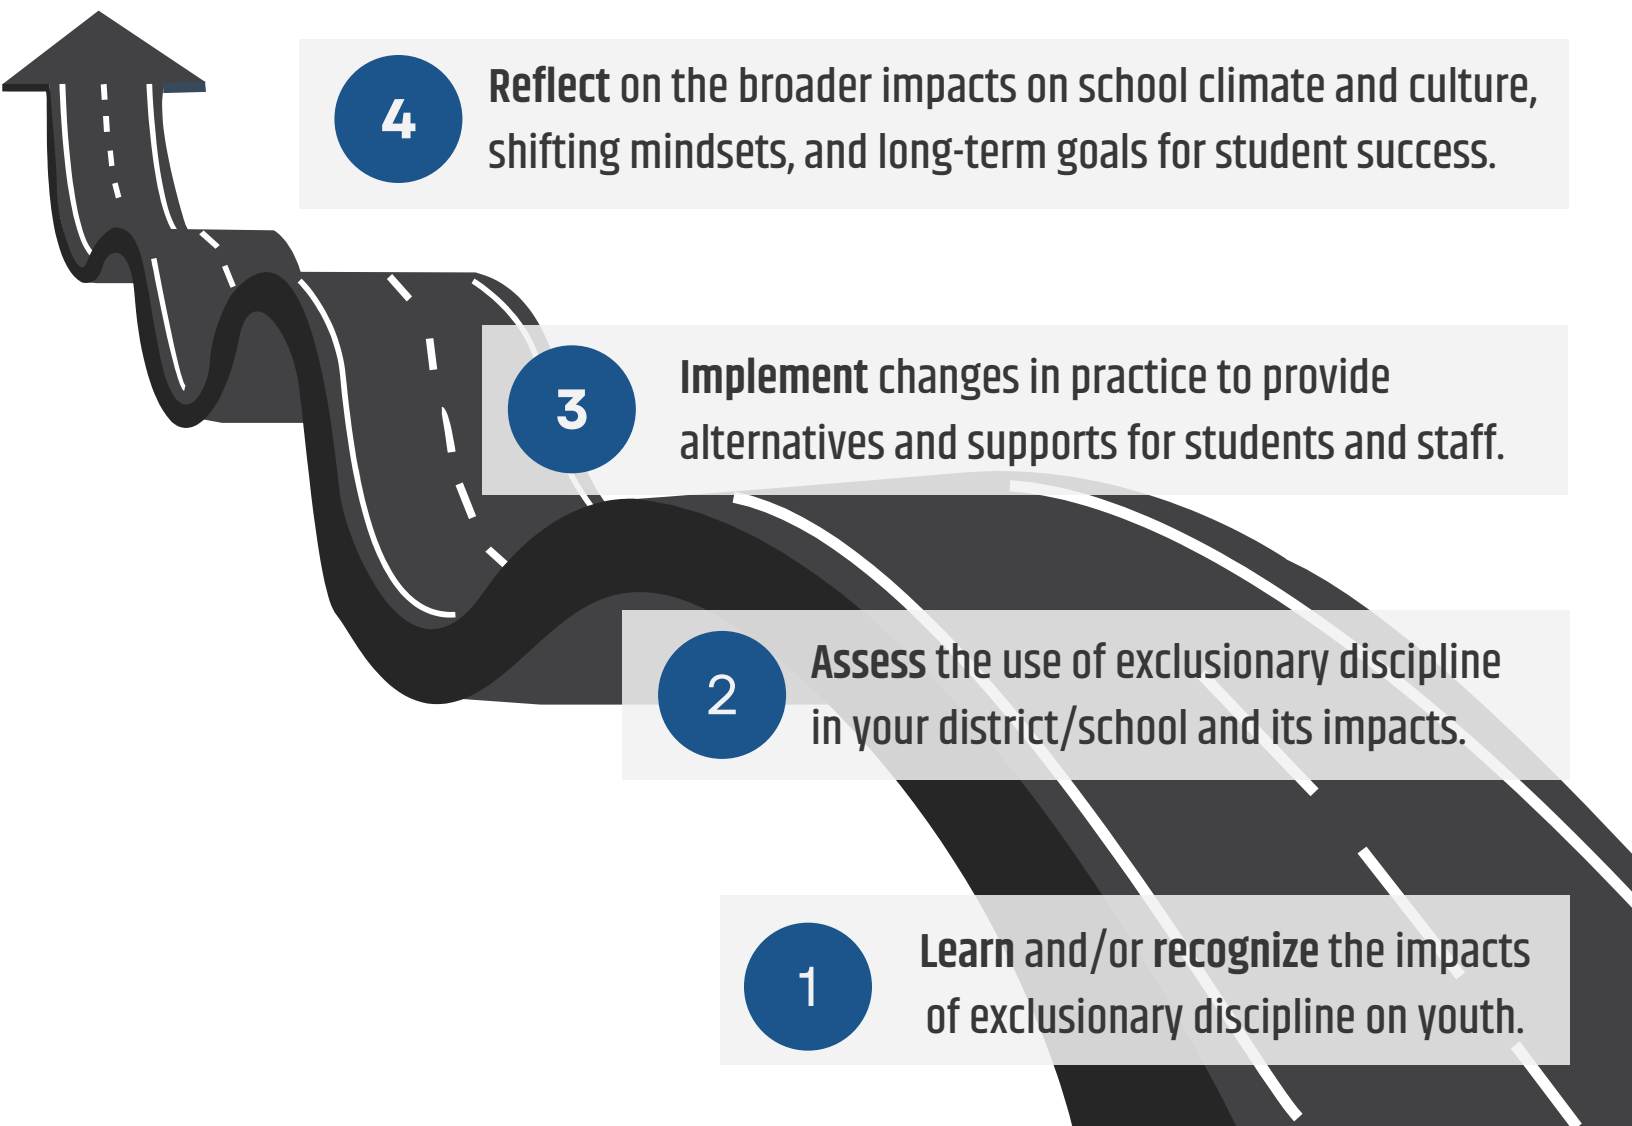 4
Reflect on the broader impacts on school climate and culture,
shifting mindsets, and long-term goals for student success.
3
Implement changes in practice to provide
alternatives and supports for students and staff.
2
Assess the use of exclusionary discipline
in your district/school and its impacts.
1
Learn and/or recognize the impacts
of exclusionary discipline on youth.